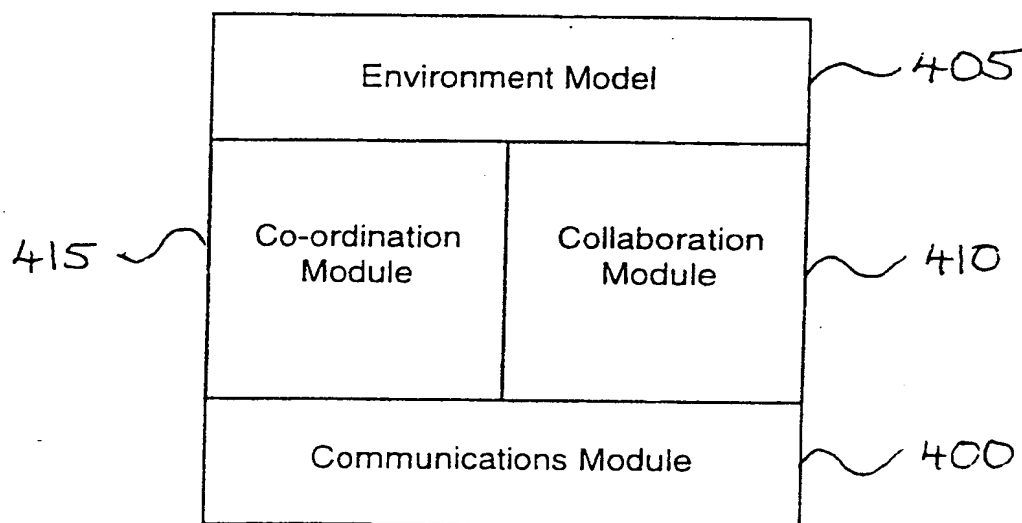 Environment Model
405
Co-ordination
Module
Collaboration
Module
415
410
Communications Module
400